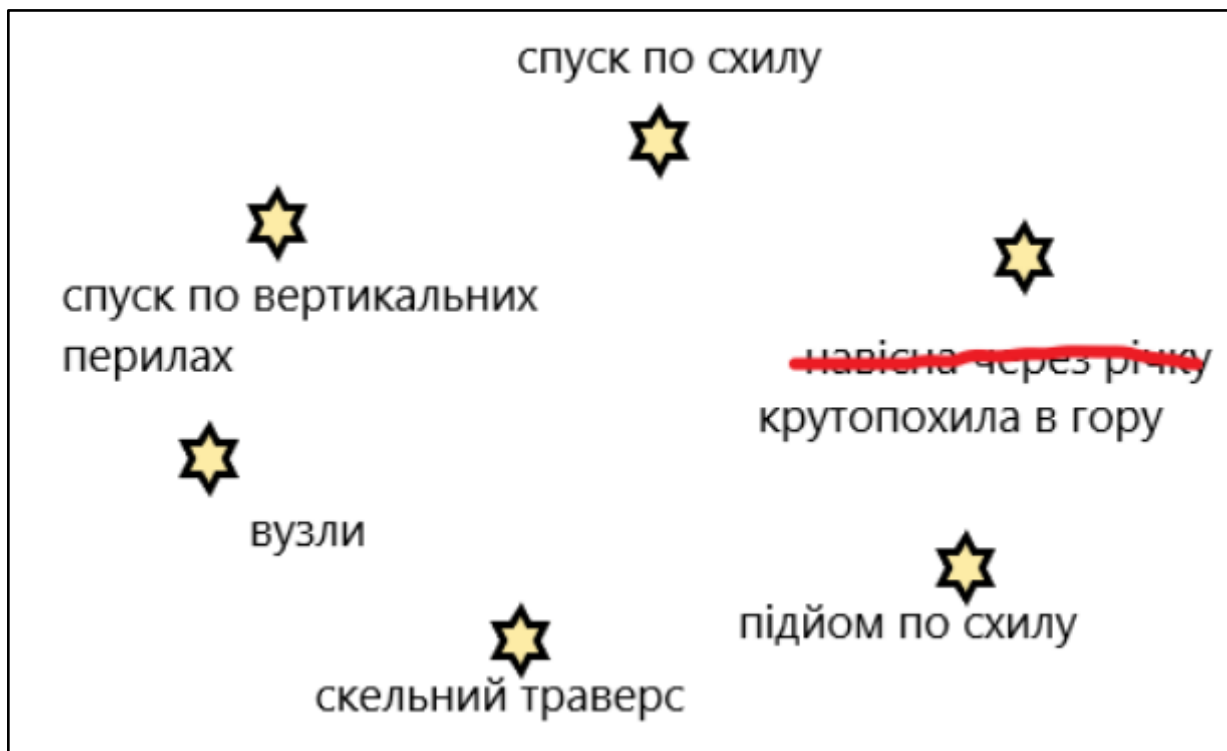 спуск по схилу
спуск по вертикальних
перилах
навісна через річку
крутопохила в гору
вузли
підйом по схилу
скельний траверс